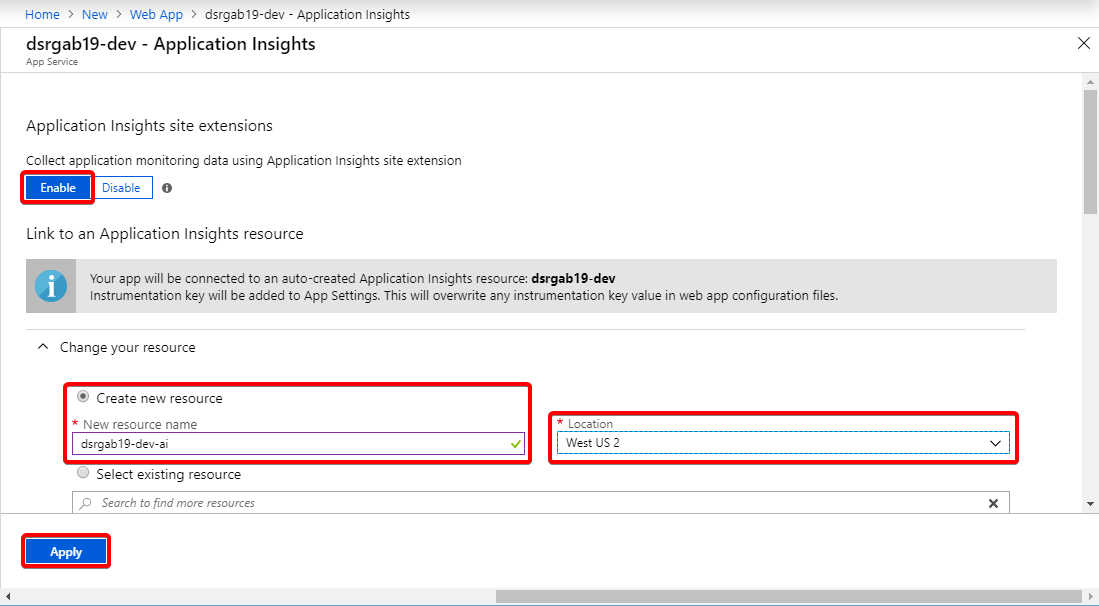 Home > New > Web App > dsrgab19-dev - Application Insights
dsrgab19-dev - Application Insights
App Service
Application Insights site extensions
Collect application monitoring data using Application Insights site extension
Enable Disable
Link to an Application Insights resource
Your app will be connected to an auto-created Application Insights resource: dsrgab19-dev
Instrumentation key will be added to App Settings. This will overwrite any instrumentation key value in web app configuration files.
Change your resource
Create new resource
* New resource name * Location
dsrgab19-dev-ai West US 2
Select existing resource
Search to find more resources
Apply